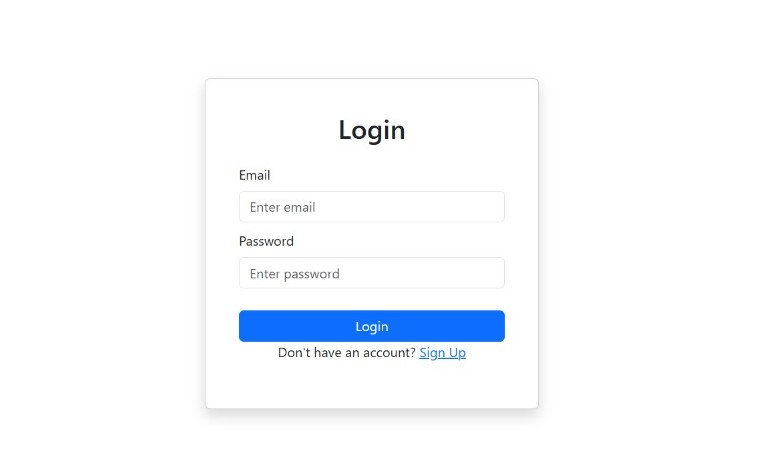 Login
Email
Enter email
Password
Enter password
Login
Don't have an account? Sign Up